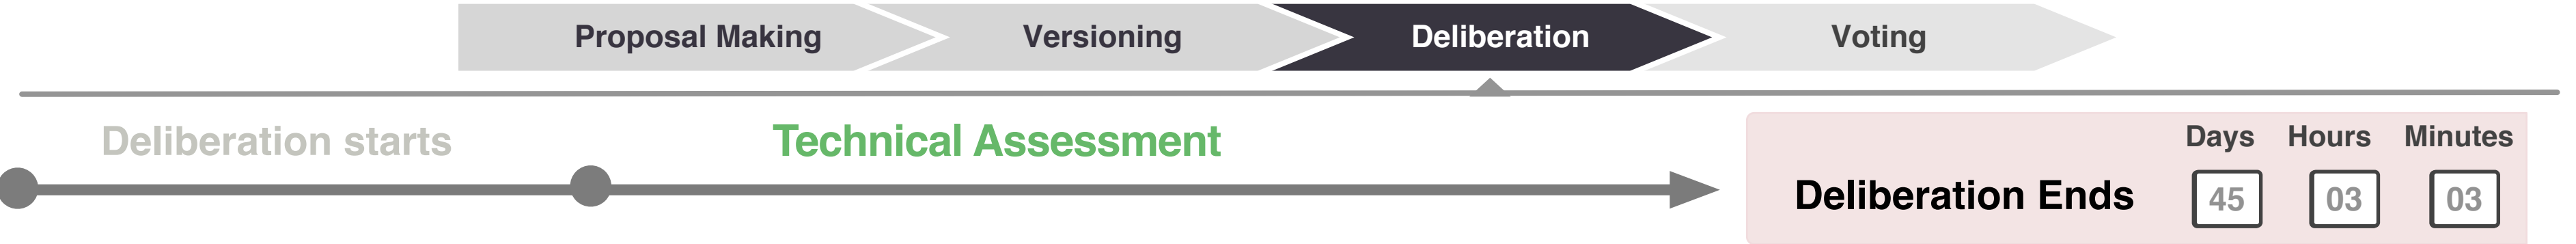 Proposal Making Versioning Deliberation Voting
Deliberation starts Technical Assessment
Days Hours Minutes
Deliberation Ends 45 03 03